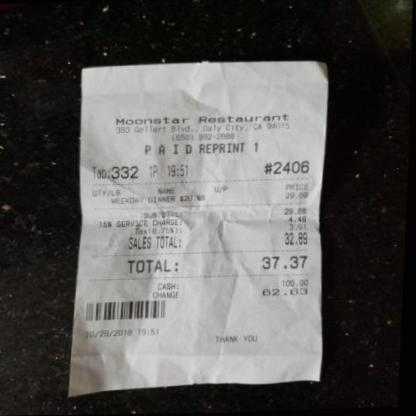 Moonstar Restaurant
383 Gellert Blvd., Daly City, CA 94015
(650) 992-2888
P A I D REPRINT 1
Tab:332 1P 19:51 #2406
QTY/LB NAME U/P PRICE
WEEKDAY DINNER $29.88 29.88
SUB TOTAL: 29.88
15% SERVICE CHARGE: 4.48
Tax(8.75%): 3.01
SALES TOTAL: 32.89
TOTAL: 37.37
CASH: 100.00
CHANGE 62.63
10/29/2018 19:51
THANK YOU